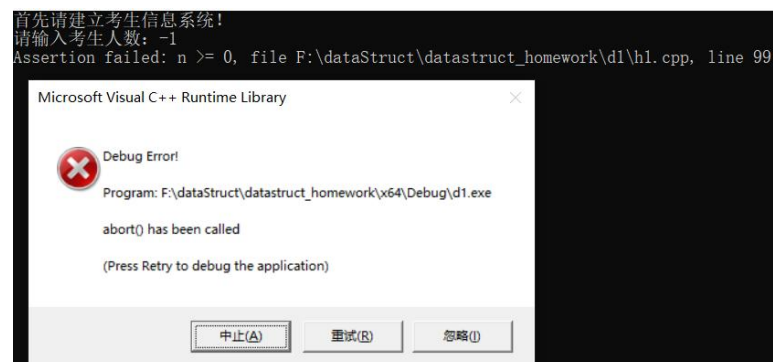 首先请建立考生信息系统!
请输入考生人数: -1
Assertion failed: n >= 0, file F:\dataStruct\datastruct_homework\d1\h1.cpp, line 99
Microsoft Visual C++ Runtime Library
Debug Error!
Program: F:\dataStruct\datastruct_homework\x64\Debug\d1.exe
abort() has been called
(Press Retry to debug the application)
中止(A) 重试(R) 忽略(I)